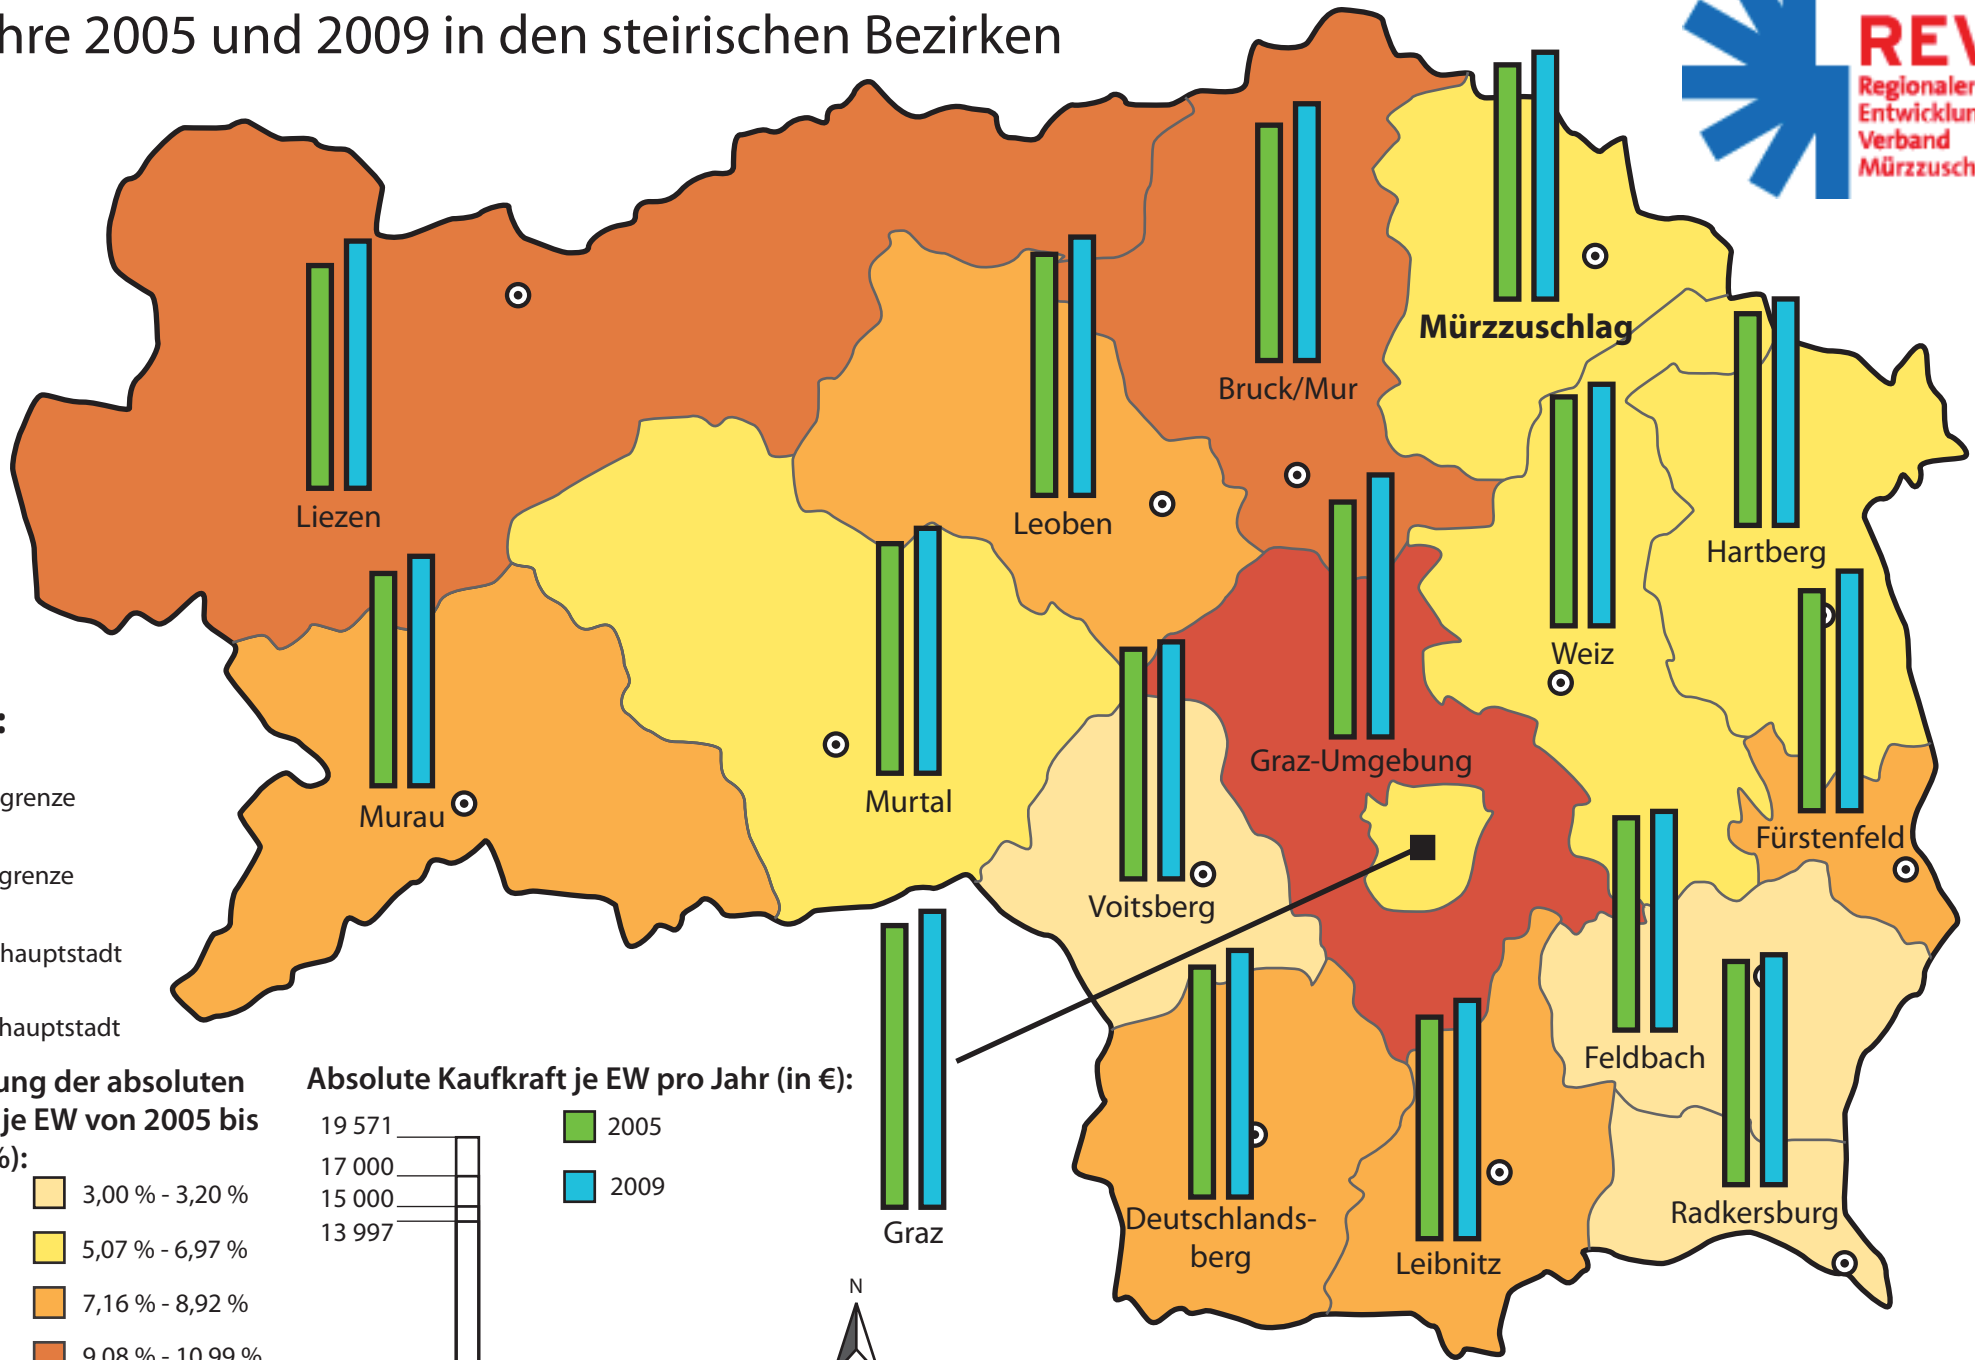 hre 2005 und 2009 in den steirischen Bezirken
REV
Regionaler
Entwicklun
Verband
Mürzzusch
Mürzzuschlag
Bruck/Mur
Liezen
Leoben
Hartberg
Weiz
Graz-Umgebung
Murtal
Murau
Fürstenfeld
Voitsberg
Feldbach
Radkersburg
Deutschlands-
berg
Leibnitz
Graz
:
grenze
grenze
hauptstadt
hauptstadt
ung der absoluten
je EW von 2005 bis
%):
3,00 % - 3,20 %
5,07 % - 6,97 %
7,16 % - 8,92 %
9,08 % - 10,99 %
Absolute Kaufkraft je EW pro Jahr (in €):
19 571
17 000
15 000
13 997
2005
2009
N